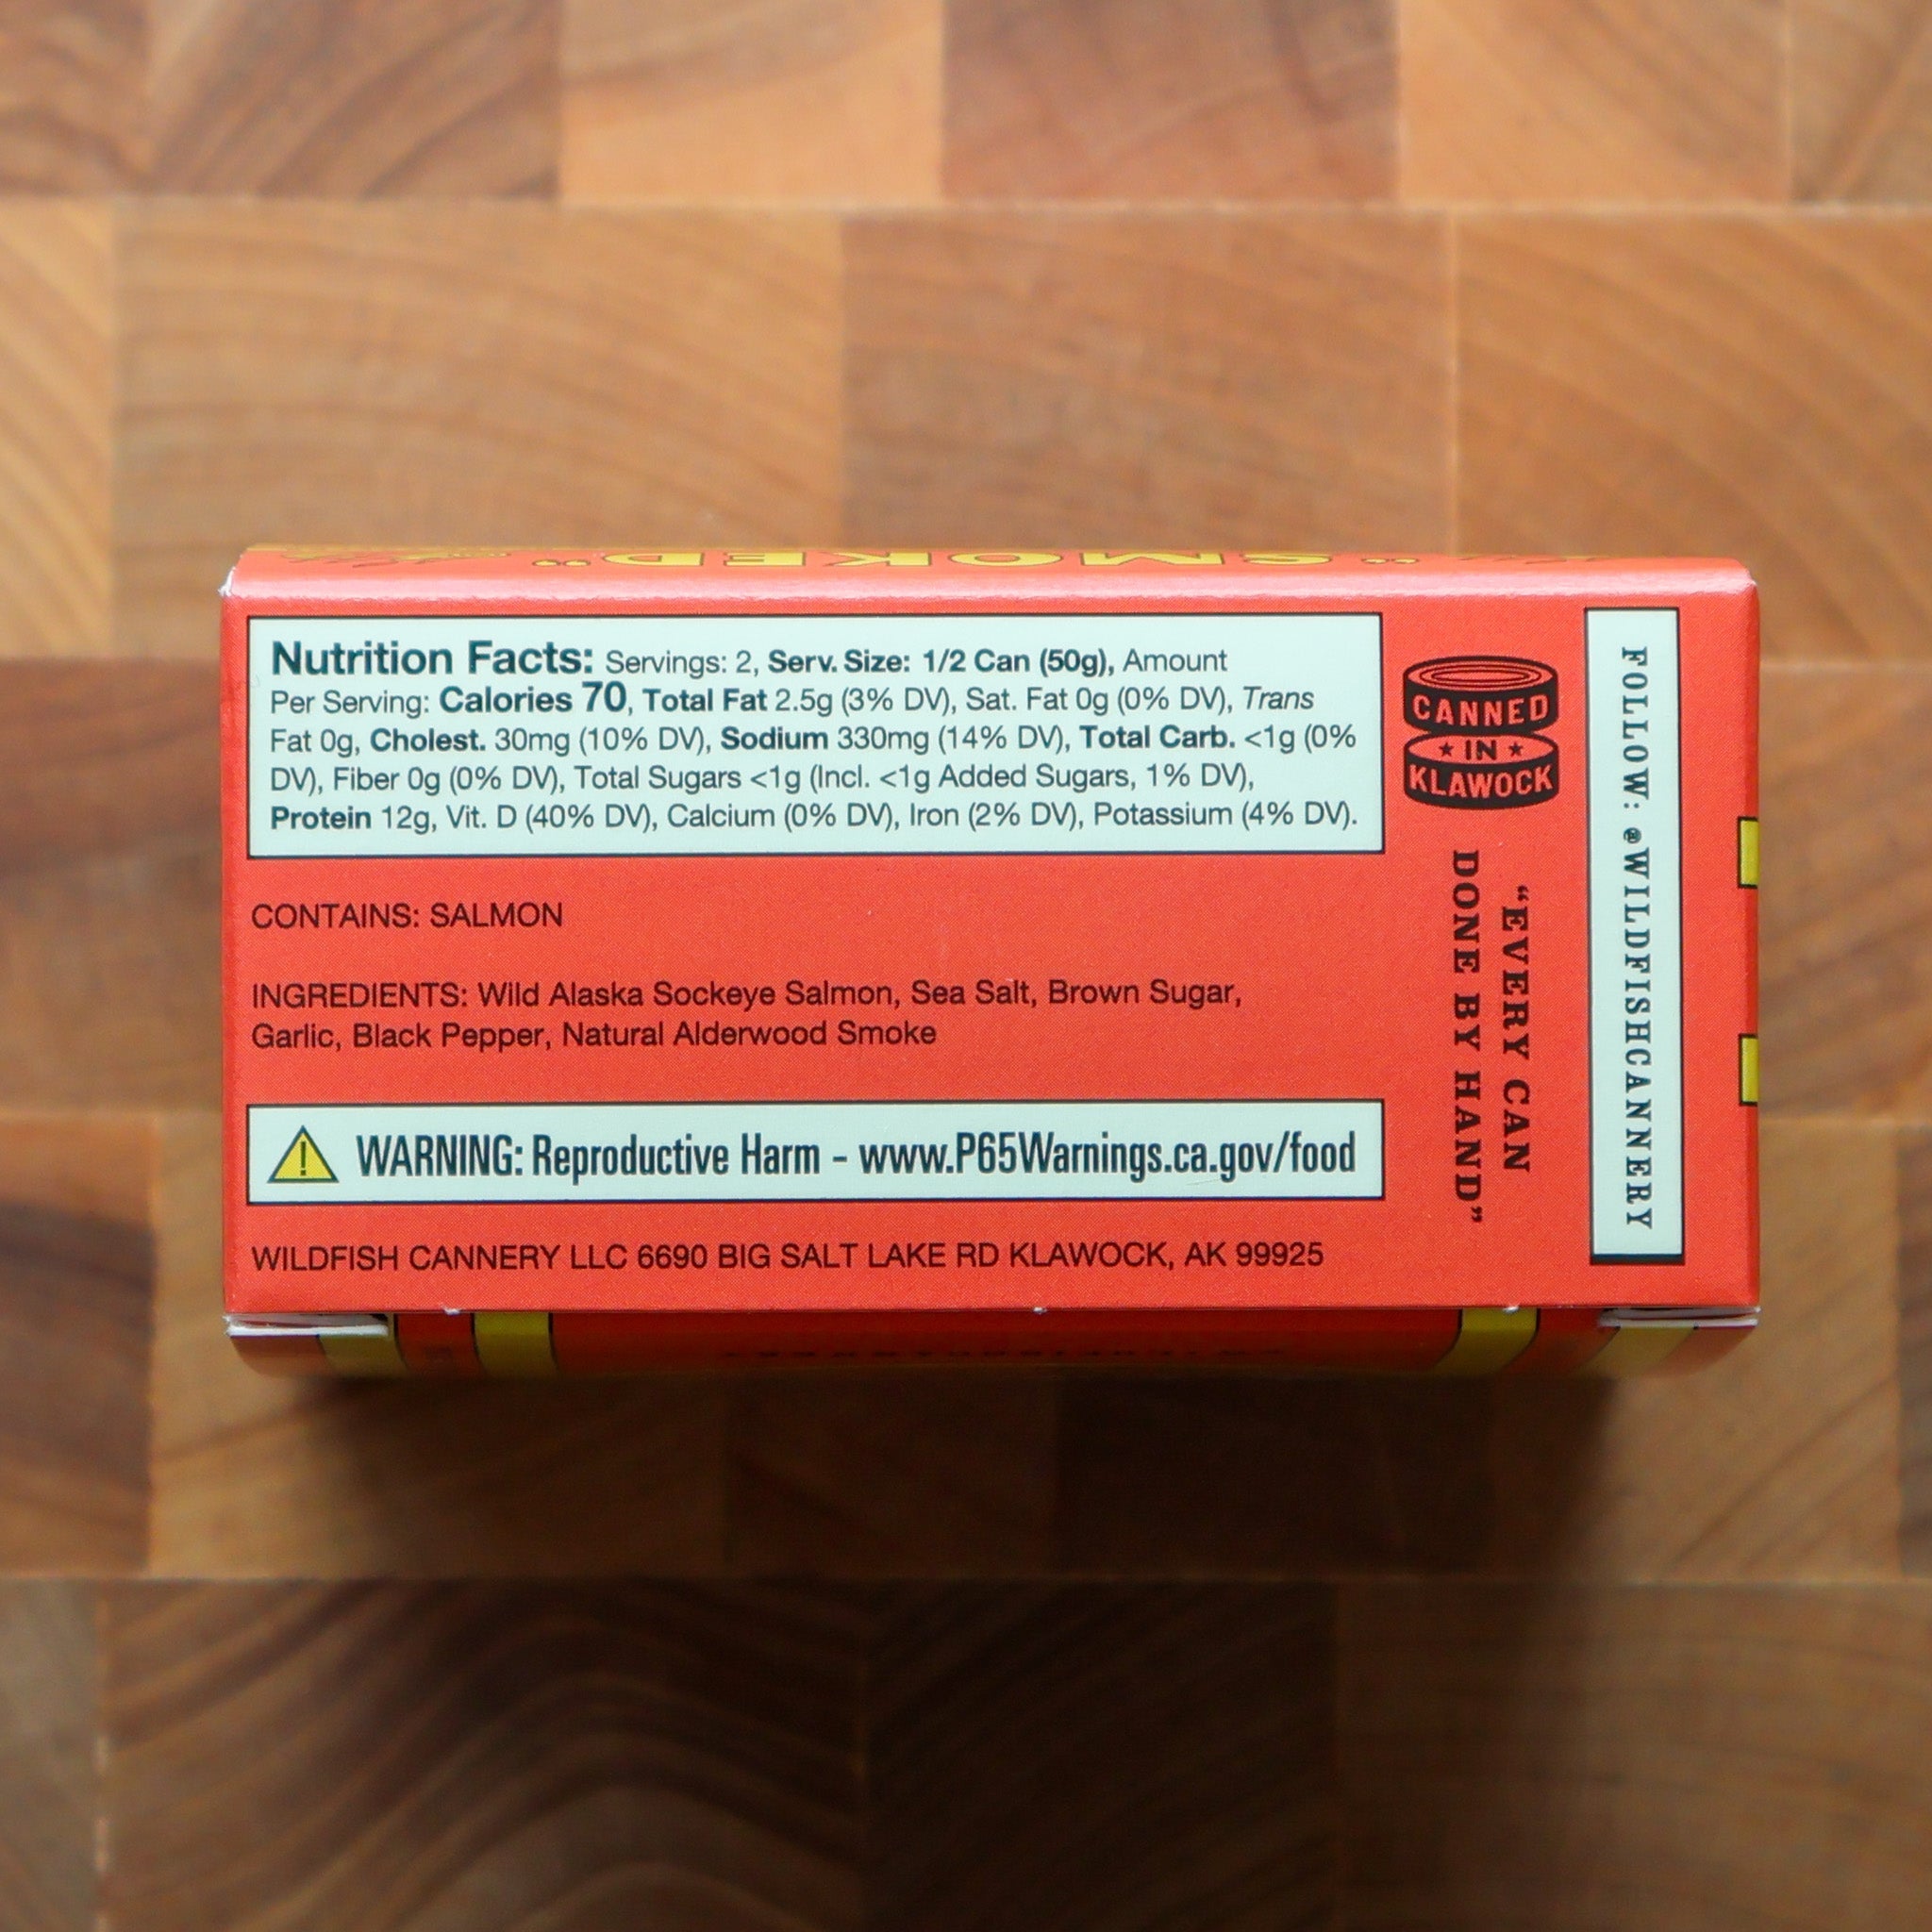 SMOKED
Nutrition Facts: Servings: 2, Serv. Size: 1/2 Can (50g), Amount
Per Serving: Calories 70, Total Fat 2.5g (3% DV), Sat. Fat 0g (0% DV), Trans
Fat 0g, Cholest. 30mg (10% DV), Sodium 330mg (14% DV), Total Carb. <1g (0%
DV), Fiber 0g (0% DV), Total Sugars <1g (Incl. <1g Added Sugars, 1% DV),
Protein 12g, Vit. D (40% DV), Calcium (0% DV), Iron (2% DV), Potassium (4% DV).
CONTAINS: SALMON
INGREDIENTS: Wild Alaska Sockeye Salmon, Sea Salt, Brown Sugar,
Garlic, Black Pepper, Natural Alderwood Smoke
WARNING: Reproductive Harm - www.P65Warnings.ca.gov/food
WILDFISH CANNERY LLC 6690 BIG SALT LAKE RD KLAWOCK, AK 99925
CANNED
IN
KLAWOCK
"EVERY CAN
DONE BY HAND"
FOLLOW: @WILDFISHCANNERY